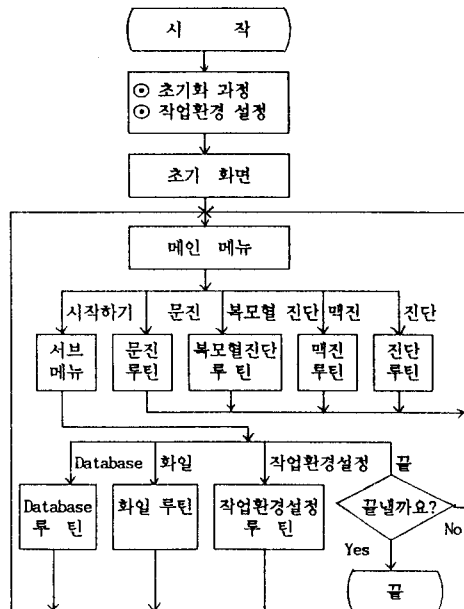 시 작
⊙ 초기화 과정
⊙ 작업환경 설정
초기 화면
메인 메뉴
시작하기 문진 복모혈 진단 맥진 진단
서브 문진 복모혈진단 맥진 진단
메뉴 루틴 루 틴 루틴 루틴
Database 화일 작업환경설정 끝
Database 화일 루틴 작업환경설정 끝낼까요?
루 틴 루 틴
No
Yes
끝